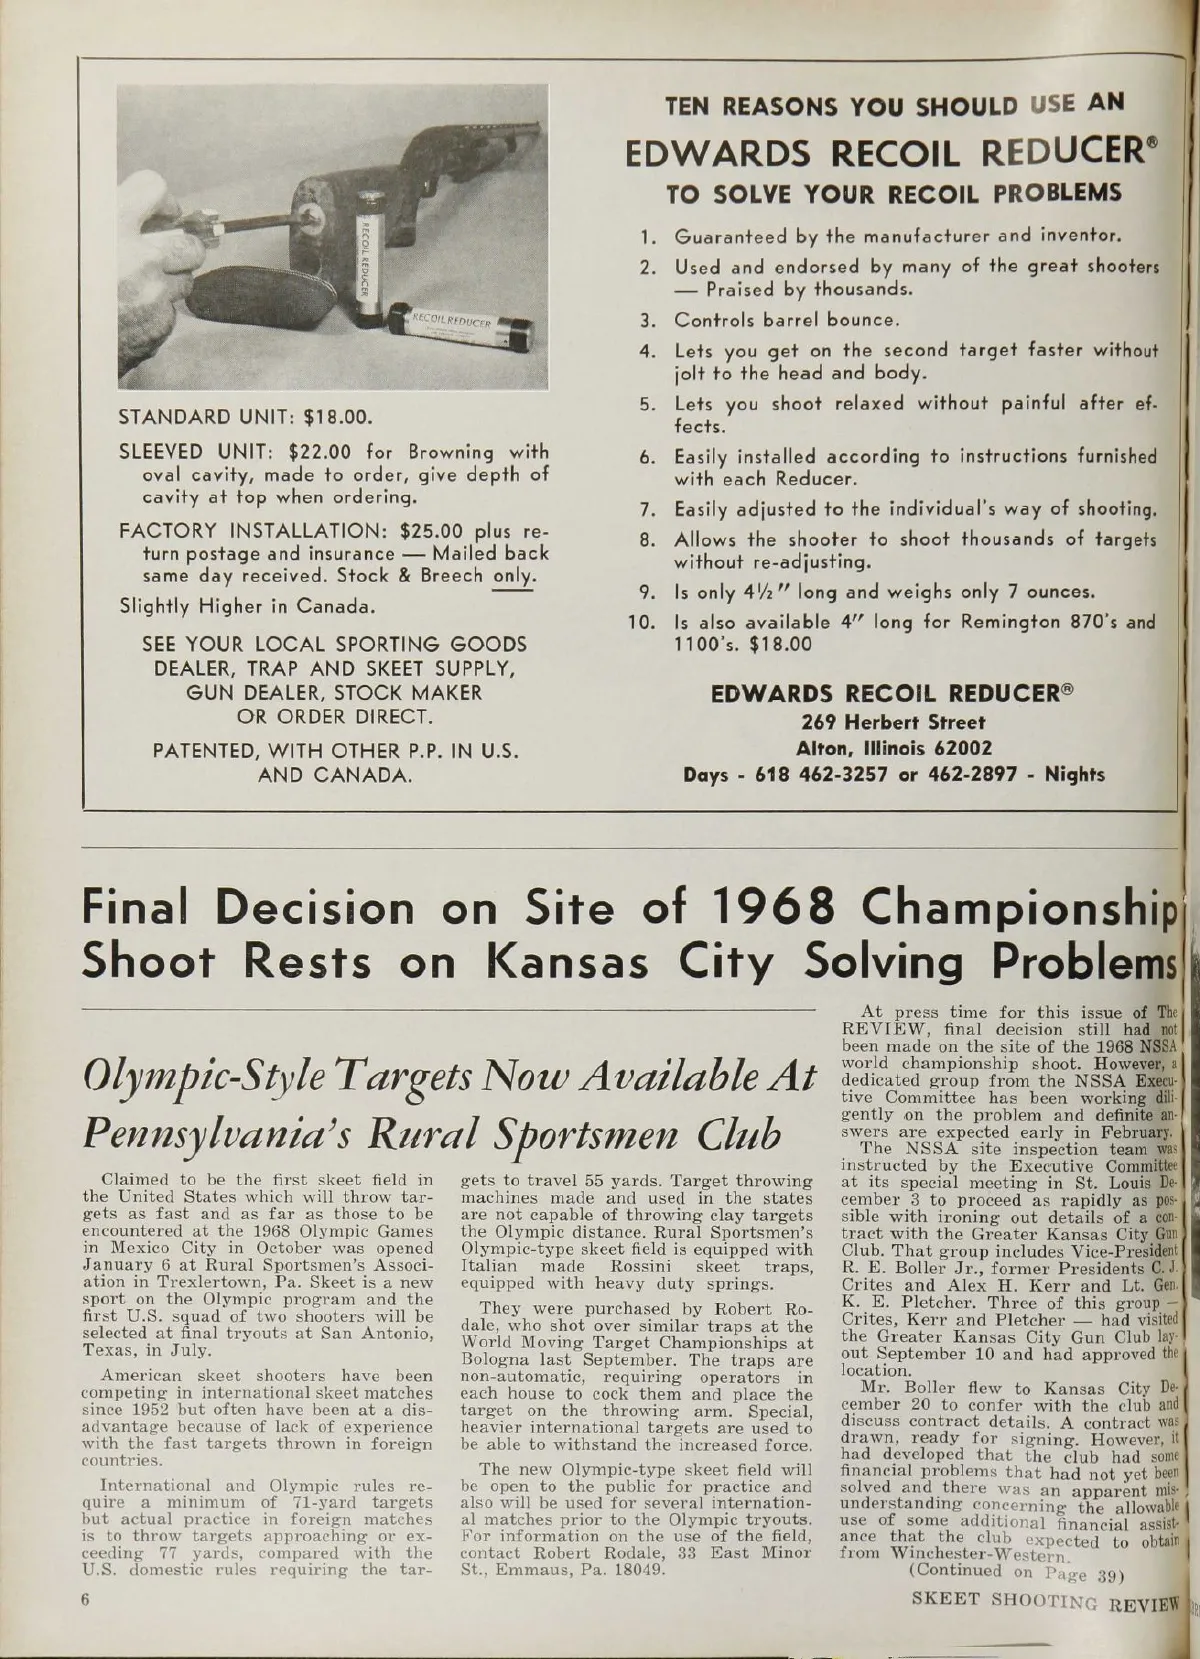 RECOIL REDUCER
RECOIL REDUCER
STANDARD UNIT: $18.00.
SLEEVED UNIT: $22.00 for Browning with
oval cavity, made to order, give depth of
cavity at top when ordering.
FACTORY INSTALLATION: $25.00 plus re-
turn postage and insurance — Mailed back
same day received. Stock & Breech only.
Slightly Higher in Canada.
SEE YOUR LOCAL SPORTING GOODS
DEALER, TRAP AND SKEET SUPPLY,
GUN DEALER, STOCK MAKER
OR ORDER DIRECT.
PATENTED, WITH OTHER P.P. IN U.S.
AND CANADA.
TEN REASONS YOU SHOULD USE AN
EDWARDS RECOIL REDUCER®
TO SOLVE YOUR RECOIL PROBLEMS
1. Guaranteed by the manufacturer and inventor.
2. Used and endorsed by many of the great shooters
— Praised by thousands.
3. Controls barrel bounce.
4. Lets you get on the second target faster without
jolt to the head and body.
5. Lets you shoot relaxed without painful after ef-
fects.
6. Easily installed according to instructions furnished
with each Reducer.
7. Easily adjusted to the individual's way of shooting.
8. Allows the shooter to shoot thousands of targets
without re-adjusting.
9. Is only 4½" long and weighs only 7 ounces.
10. Is also available 4" long for Remington 870's and
1100's. $18.00
EDWARDS RECOIL REDUCER®
269 Herbert Street
Alton, Illinois 62002
Days - 618 462-3257 or 462-2897 - Nights
Final Decision on Site of 1968 Championship
Shoot Rests on Kansas City Solving Problems
Olympic-Style Targets Now Available At
Pennsylvania's Rural Sportsmen Club
Claimed to be the first skeet field in
the United States which will throw tar-
gets as fast and as far as those to be
encountered at the 1968 Olympic Games
in Mexico City in October was opened
January 6 at Rural Sportsmen's Associ-
ation in Trexlertown, Pa. Skeet is a new
sport on the Olympic program and the
first U.S. squad of two shooters will be
selected at final tryouts at San Antonio,
Texas, in July.
American skeet shooters have been
competing in international skeet matches
since 1952 but often have been at a dis-
advantage because of lack of experience
with the fast targets thrown in foreign
countries.
International and Olympic rules re-
quire a minimum of 71-yard targets
but actual practice in foreign matches
is to throw targets approaching or ex-
ceeding 77 yards, compared with the
U.S. domestic rules requiring the tar-
gets to travel 55 yards. Target throwing
machines made and used in the states
are not capable of throwing clay targets
the Olympic distance. Rural Sportsmen's
Olympic-type skeet field is equipped with
Italian made Rossini skeet traps,
equipped with heavy duty springs.
They were purchased by Robert Ro-
dale, who shot over similar traps at the
World Moving Target Championships at
Bologna last September. The traps are
non-automatic, requiring operators in
each house to cock them and place the
target on the throwing arm. Special,
heavier international targets are used to
be able to withstand the increased force.
The new Olympic-type skeet field will
be open to the public for practice and
also will be used for several internation-
al matches prior to the Olympic tryouts.
For information on the use of the field,
contact Robert Rodale, 33 East Minor
St., Emmaus, Pa. 18049.
At press time for this issue of The
REVIEW, final decision still had not
been made on the site of the 1968 NSSA
world championship shoot. However, a
dedicated group from the NSSA Execu-
tive Committee has been working dili-
gently on the problem and definite an-
swers are expected early in February.
The NSSA site inspection team was
instructed by the Executive Committee
at its special meeting in St. Louis De-
cember 3 to proceed as rapidly as pos-
sible with ironing out details of a con-
tract with the Greater Kansas City Gun
Club. That group includes Vice-President
R. E. Boller Jr., former Presidents C. J.
Crites and Alex H. Kerr and Lt. Gen.
K. E. Pletcher. Three of this group —
Crites, Kerr and Pletcher — had visited
the Greater Kansas City Gun Club lay-
out September 10 and had approved the
location.
Mr. Boller flew to Kansas City De-
cember 20 to confer with the club and
discuss contract details. A contract was
drawn, ready for signing. However, it
had developed that the club had some
financial problems that had not yet been
solved and there was an apparent mis-
understanding concerning the allowable
use of some additional financial assist-
ance that the club expected to obtain
from Winchester-Western.
(Continued on Page 39)
6
SKEET SHOOTING REVIEW